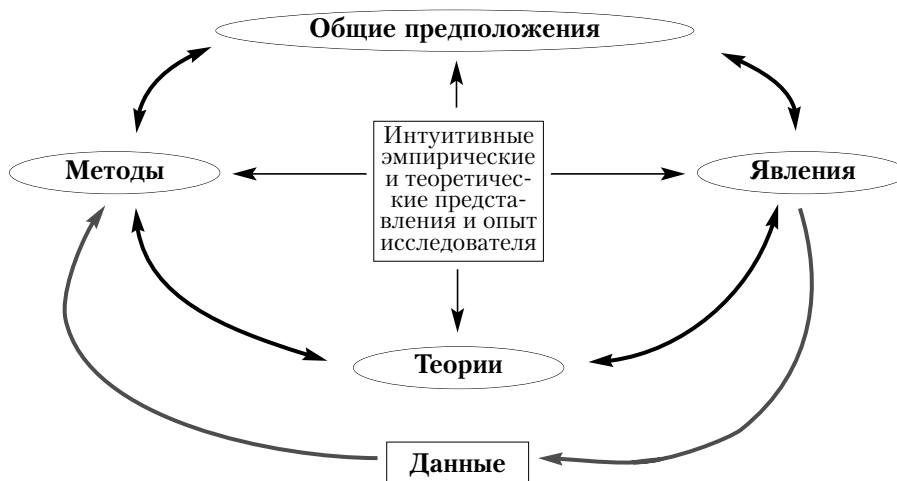 Общие предположения
Интуитивные
эмпирические
и теоретичес-
кие предста-
вления и опыт
исследователя
Методы
Явления
Теории
Данные